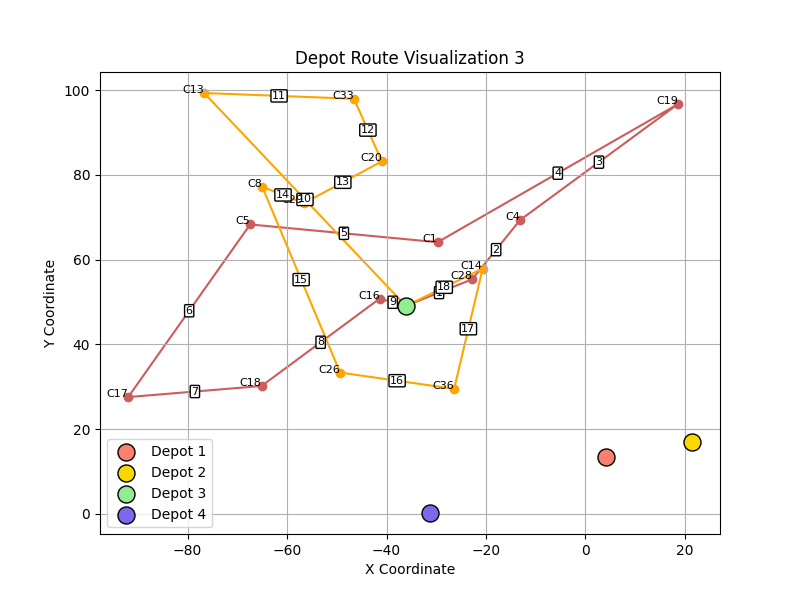 Depot Route Visualization 3
Y Coordinate
100
80
60
40
20
0
C13
11
C33
12
C20
13
C8
14
10
C19
4
3
C5
5
C1
C4
2
C14
C28
18
C16
9
15
6
17
8
C17
7
C18
C26
16
C36
Depot 1
Depot 2
Depot 3
Depot 4
−80
−60
−40
−20
0
20
X Coordinate